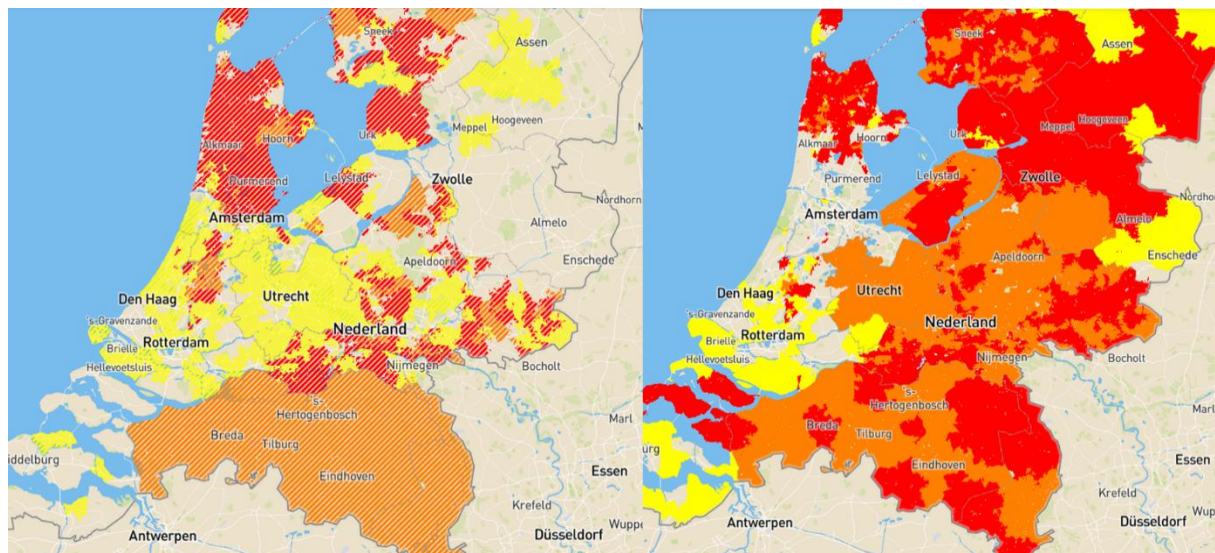 Sneek
Assen
Hoorn
Urk
Meppel
Hoogeveen
Alkmaar
Purmerend
Lelystad
Zwolle
Nordhorn
Amsterdam
Almelo
Apeldoorn
Enschede
Den Haag
Utrecht
's-Gravenzande
Nederland
Rotterdam
Brielle
Hellevoetsluis
Nijmegen
Bocholt
's-
Hertogenbosch
Marl
Breda
Tilburg
iddelburg
Eindhoven
Essen
Krefeld
Wuppe
Antwerpen
Düsseldorf
Sneek
Assen
Urk
Meppel
Hoogeveen
Alkmaar
Hoorn
Purmerend
Lelystad
Zwolle
Nordho
Amsterdam
Almelo
Apeldoorn
Enschede
Den Haag
Utrecht
's-Gravenzande
Nederland
Rotterdam
Brielle
Hellevoetsluis
Nijmegen
Bocholt
's-
Hertogenbosch
Marl
Breda
Tilburg
urg
Eindhoven
Essen
Krefeld
Wup
Antwerpen
Düsseldorf